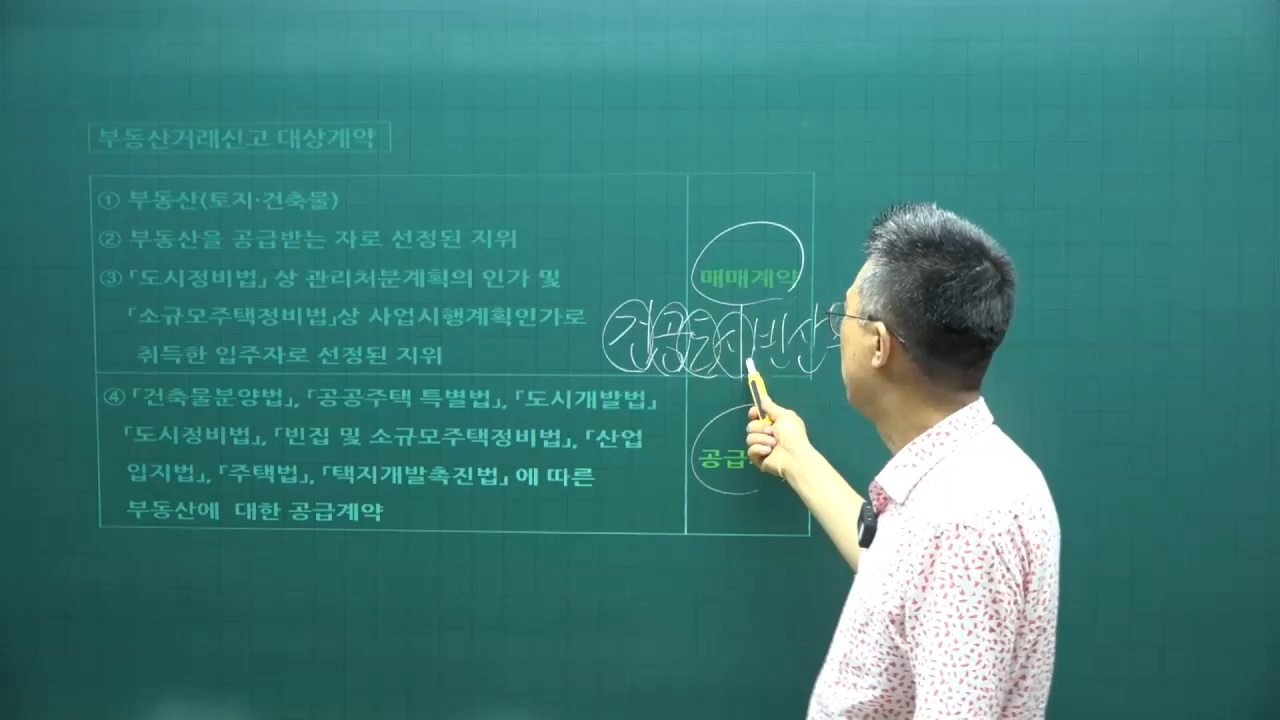 부동산거래신고 대상계약
① 부동산(토지·건축물)
② 부동산을 공급받는 자로 선정된 지위
③ 「도시정비법」 상 관리처분계획의 인가 및
「소규모주택정비법」상 사업시행계획인가로
취득한 입주자로 선정된 지위
매매계약
건공도
빈산
④ 「건축물분양법」, 「공공주택 특별법」, 「도시개발법」
「도시정비법」, 「빈집 및 소규모주택정비법」, 「산업
입지법」, 「주택법」, 「택지개발촉진법」 에 따른
부동산에 대한 공급계약
공급